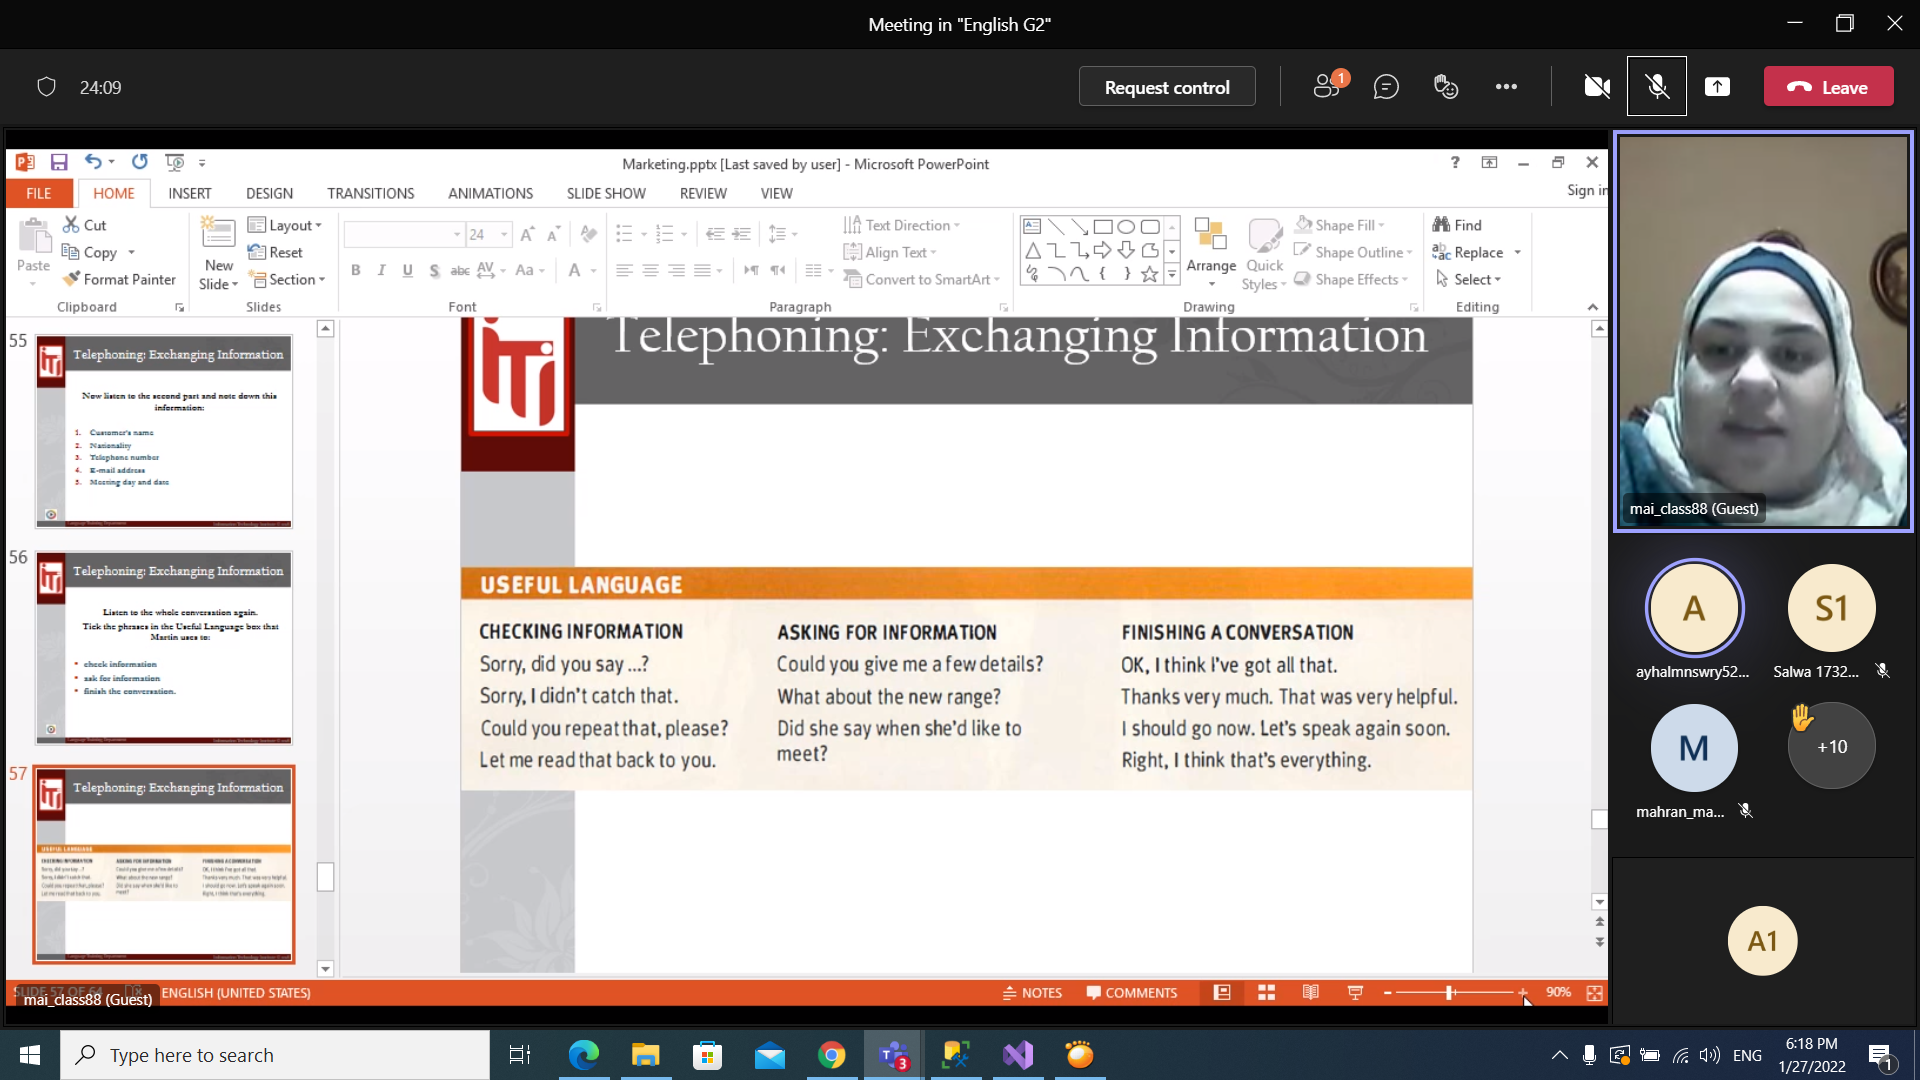 Meeting in "English G2"
24:09
Request control
1
Leave
Marketing.pptx [Last saved by user] - Microsoft PowerPoint
Sign in
FILE
HOME
INSERT
DESIGN
TRANSITIONS
ANIMATIONS
SLIDE SHOW
REVIEW
VIEW
Paste
Cut
Copy
Format Painter
Clipboard
New
Slide
Layout
Reset
Section
Slides
24
Font
Text Direction
Align Text
Convert to SmartArt
Paragraph
Arrange
Quick
Styles
Shape Fill
Shape Outline
Shape Effects
Drawing
Find
Replace
Select
Editing
55
Telephoning: Exchanging Information
Now listen to the second part and note down this
information:
1. Customer's name
2. Nationality
3. Telephone number
4. E-mail address
5. Meeting day and date
56
Telephoning: Exchanging Information
Listen to the whole conversation again.
Tick the phrases in the Useful Language box that
Martin uses to:
• check information
• ask for information
• finish the conversation.
57
Telephoning: Exchanging Information
iTi
Telephoning: Exchanging Information
USEFUL LANGUAGE
CHECKING INFORMATION
Sorry, did you say ...?
Sorry, I didn't catch that.
Could you repeat that, please?
Let me read that back to you.
ASKING FOR INFORMATION
Could you give me a few details?
What about the new range?
Did she say when she'd like to
meet?
FINISHING A CONVERSATION
OK, I think I've got all that.
Thanks very much. That was very helpful.
I should go now. Let's speak again soon.
Right, I think that's everything.
mai_class88 (Guest)
A
ayhalmnswry52...
S1
Salwa 1732...
M
mahran_ma...
+10
A1
SLIDE 57 OF 64
mai_class88 (Guest)
ENGLISH (UNITED STATES)
NOTES
COMMENTS
90%
Type here to search
3
ENG
6:18 PM
1/27/2022
1